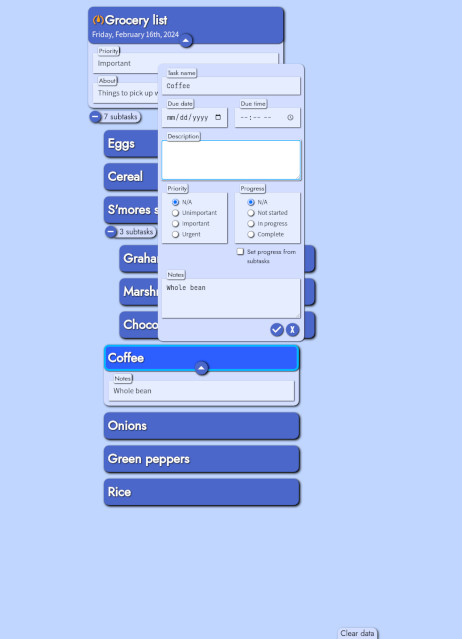 Grocery list
Friday, February 16th, 2024
Priority
Important
About
Things to pick up
7 subtasks
Eggs
Cereal
S'mores
3 subtasks
Coffee
Notes
Whole bean
Onions
Green peppers
Rice
Task name
Coffee
Due date
mm/dd/yyyy
Due time
--:-- --
Description
Priority
N/A
Unimportant
Important
Urgent
Progress
N/A
Not started
In progress
Complete
Set progress from
subtasks
Notes
Whole bean
X
Clear data